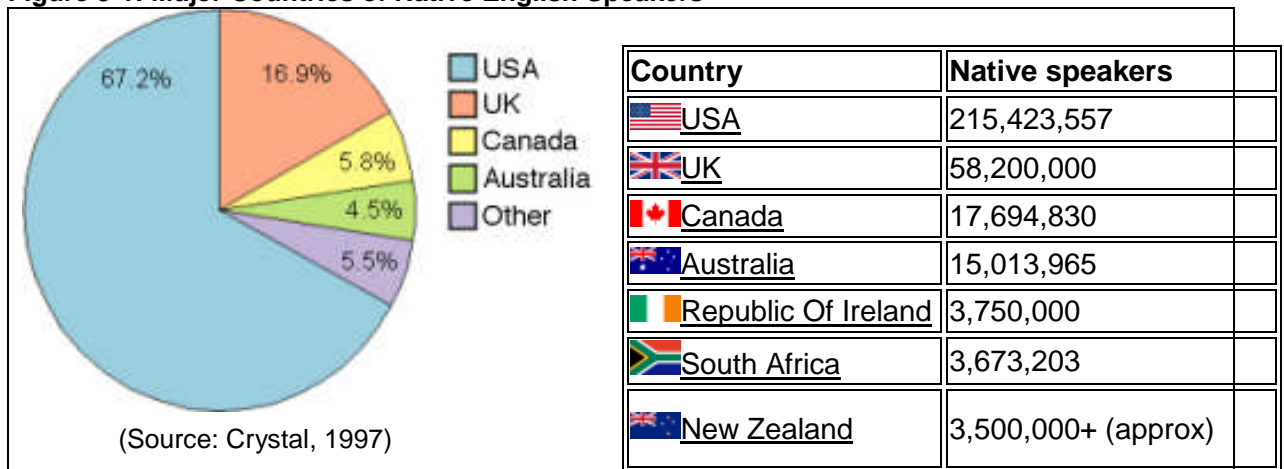 67.2%
16.9%
5.8%
4.5%
5.5%
USA
UK
Canada
Australia
Other
(Source: Crystal, 1997)
Country Native speakers
USA 215,423,557
UK 58,200,000
Canada 17,694,830
Australia 15,013,965
Republic Of Ireland 3,750,000
South Africa 3,673,203
New Zealand 3,500,000+ (approx)